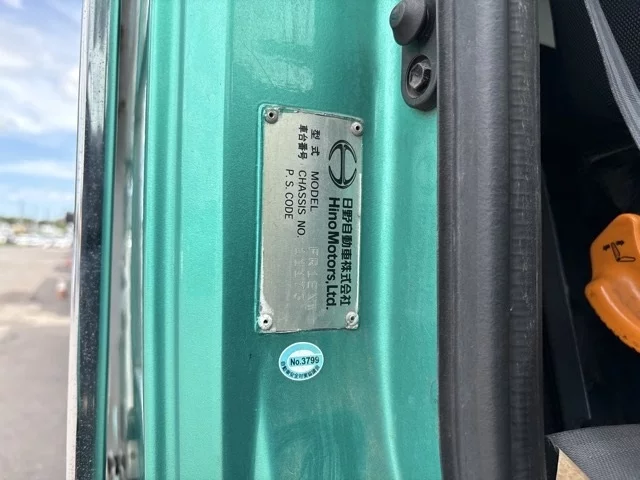 日野自動車株式会社
Hino Motors, Ltd.
型式 MODEL
車台番号 CHASSIS NO.
P. S. CODE
No.3799